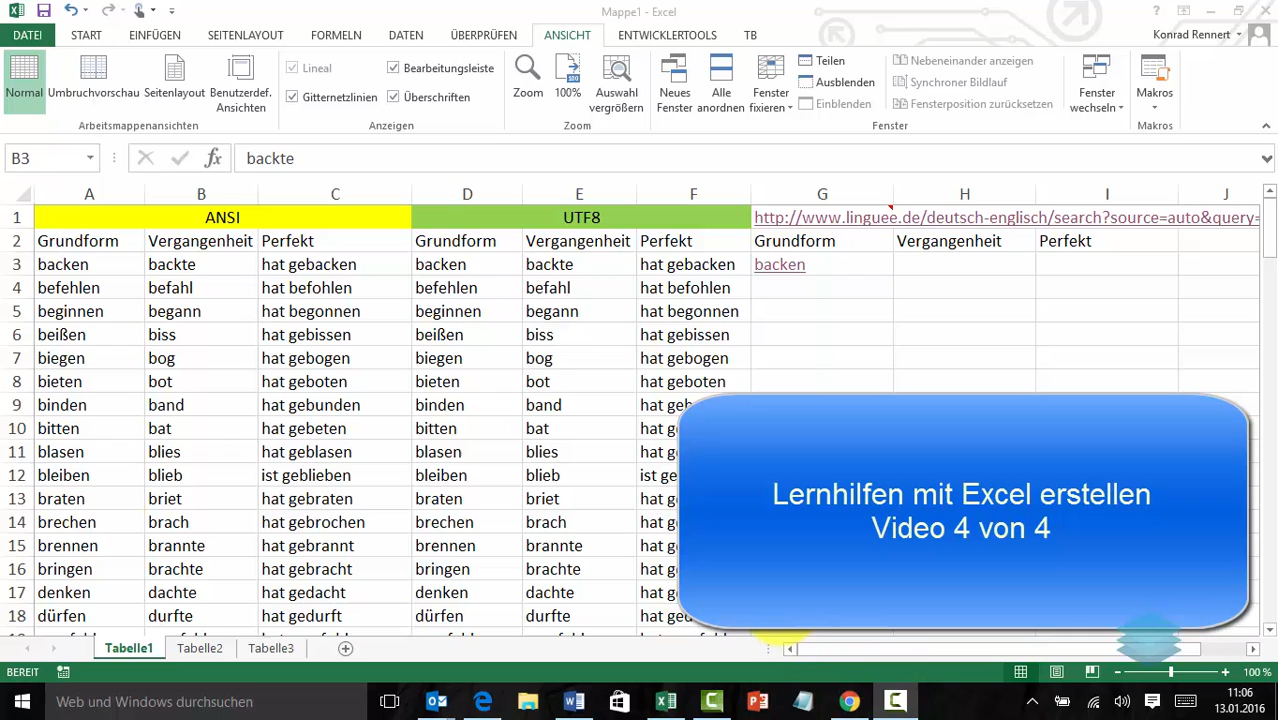 Mappe1 - Excel
DATEI START EINFÜGEN SEITENLAYOUT FORMELN DATEN ÜBERPRÜFEN ANSICHT ENTWICKLERTOOLS TB Konrad Rennert
Normal Umbruchvorschau Seitenlayout Benutzerdef. Ansichten
Arbeitsmappenansichten
Lineal Bearbeitungsleiste
Gitternetzlinien Überschriften
Anzeigen
Zoom 100% Auswahl vergrößern
Zoom
Neues Fenster Alle anordnen Fenster fixieren
Teilen
Ausblenden
Einblenden
Nebeneinander anzeigen
Synchroner Bildlauf
Fensterposition zurücksetzen
Fenster wechseln
Fenster
Makros
Makros
B3 fx backte
A B C D E F G H I J
1 ANSI UTF8 http://www.linguee.de/deutsch-englisch/search?source=auto&query=
2 Grundform Vergangenheit Perfekt Grundform Vergangenheit Perfekt Grundform Vergangenheit Perfekt
3 backen backte hat gebacken backen backte hat gebacken backen
4 befehlen befahl hat befohlen befehlen befahl hat befohlen
5 beginnen begann hat begonnen beginnen begann hat begonnen
6 beißen biss hat gebissen beißen biss hat gebissen
7 biegen bog hat gebogen biegen bog hat gebogen
8 bieten bot hat geboten bieten bot hat geboten
9 binden band hat gebunden binden band hat
10 bitten bat hat gebeten bitten bat hat
11 blasen blies hat geblasen blasen blies hat
12 bleiben blieb ist geblieben bleiben blieb ist
13 braten briet hat gebraten braten briet hat
14 brechen brach hat gebrochen brechen brach hat
15 brennen brannte hat gebrannt brennen brannte hat
16 bringen brachte hat gebracht bringen brachte hat
17 denken dachte hat gedacht denken dachte hat
18 dürfen durfte hat gedurft dürfen durfte hat
Lernhilfen mit Excel erstellen
Video 4 von 4
Tabelle1 Tabelle2 Tabelle3
BEREIT 100 %
Web und Windows durchsuchen
11:06
13.01.2016